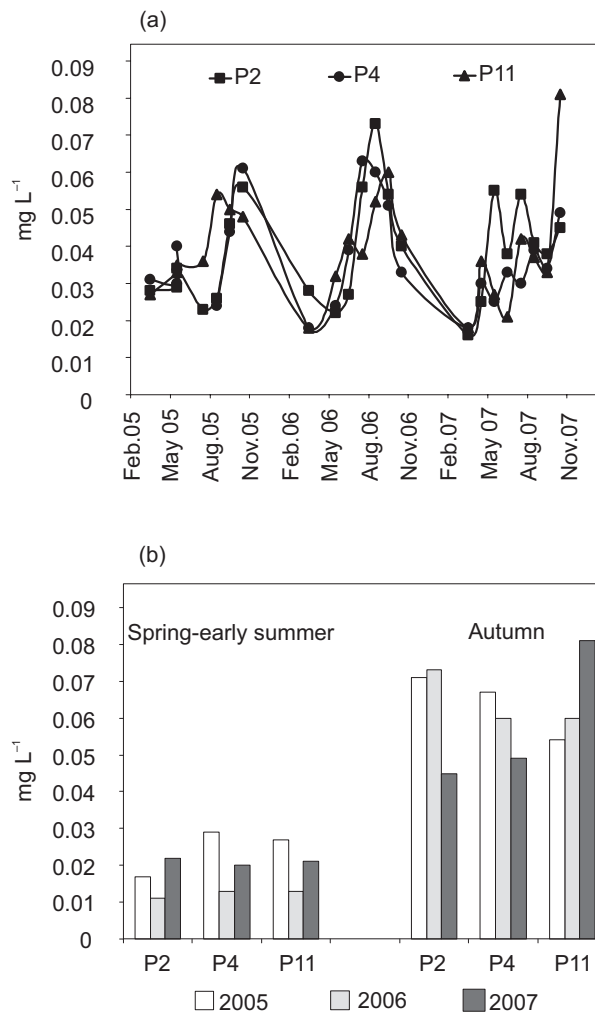 (a)
P2 P4 P11
mg L⁻¹
0.09
0.08
0.07
0.06
0.05
0.04
0.03
0.02
0.01
0
Feb.05
May 05
Aug.05
Nov.05
Feb.06
May 06
Aug.06
Nov.06
Feb.07
May 07
Aug.07
Nov.07
(b)
Spring-early summer Autumn
mg L⁻¹
0.09
0.08
0.07
0.06
0.05
0.04
0.03
0.02
0.01
0
P2 P4 P11 P2 P4 P11
2005 2006 2007